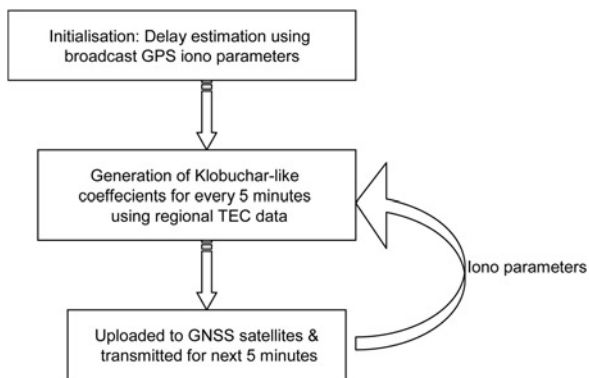 Initialisation: Delay estimation using
broadcast GPS iono parameters
Generation of Klobuchar-like
coeffecients for every 5 minutes
using regional TEC data
Iono parameters
Uploaded to GNSS satellites &
transmitted for next 5 minutes